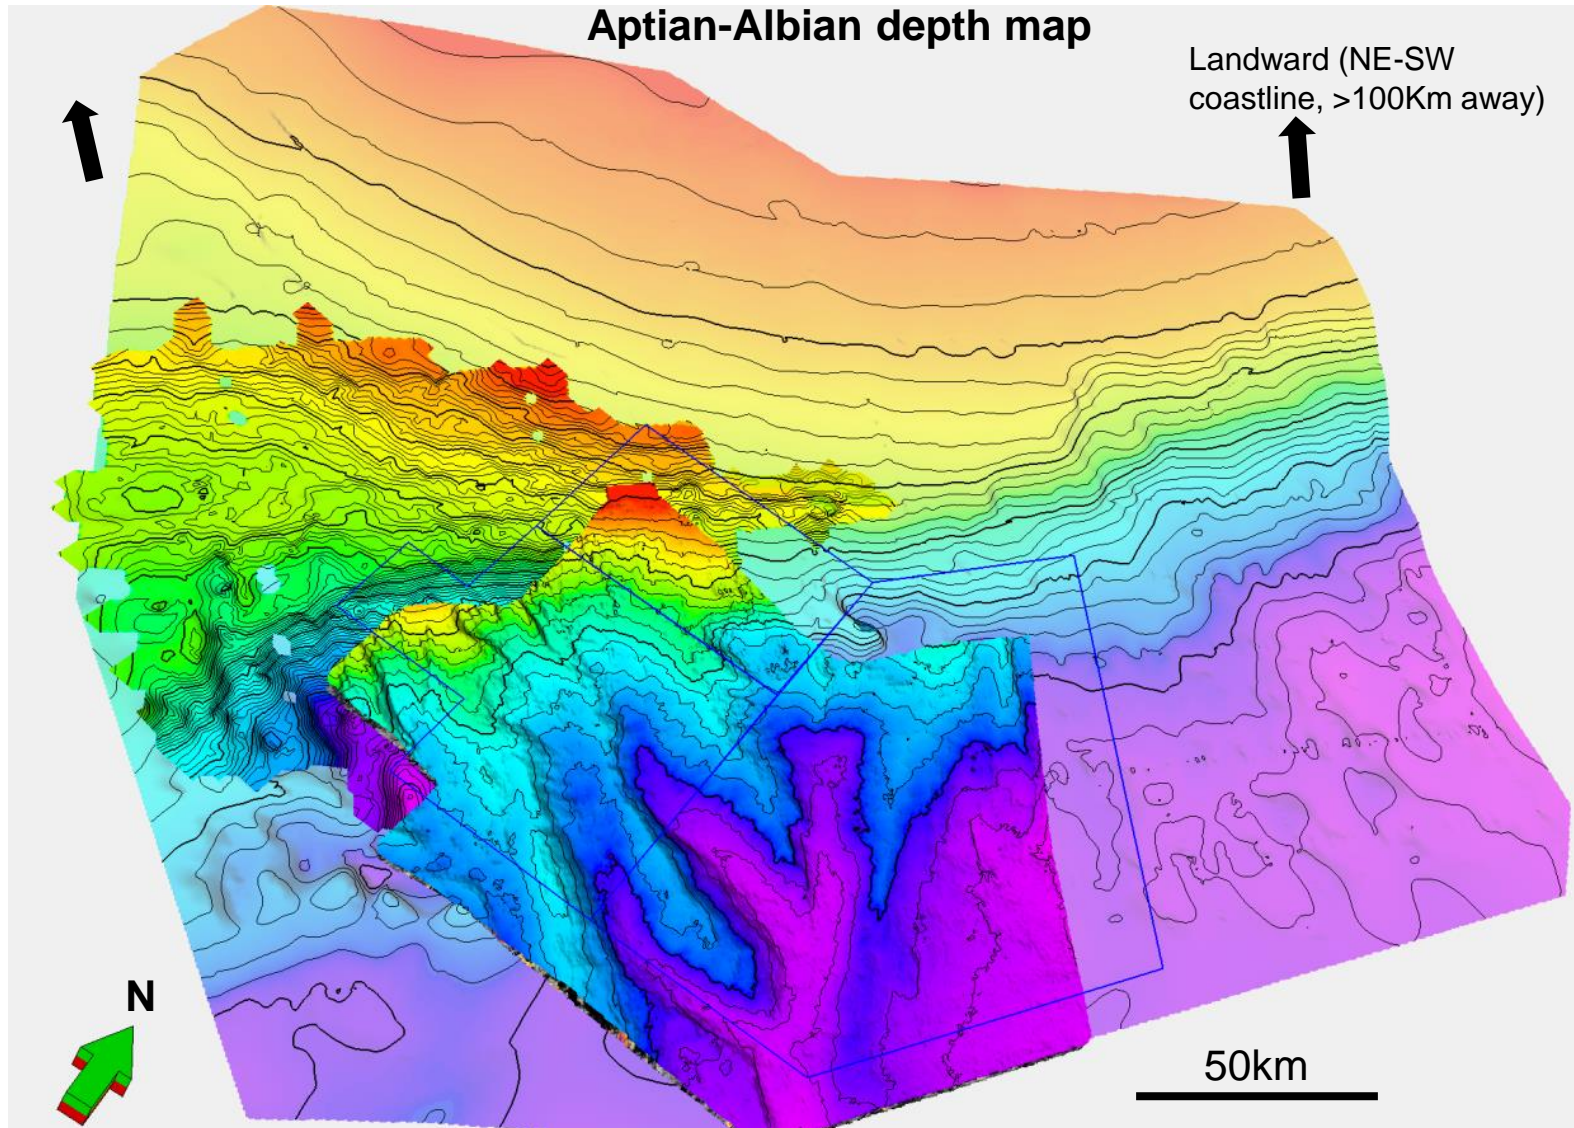 Aptian-Albian depth map
Landward (NE-SW
coastline, >100Km away)
N
50km